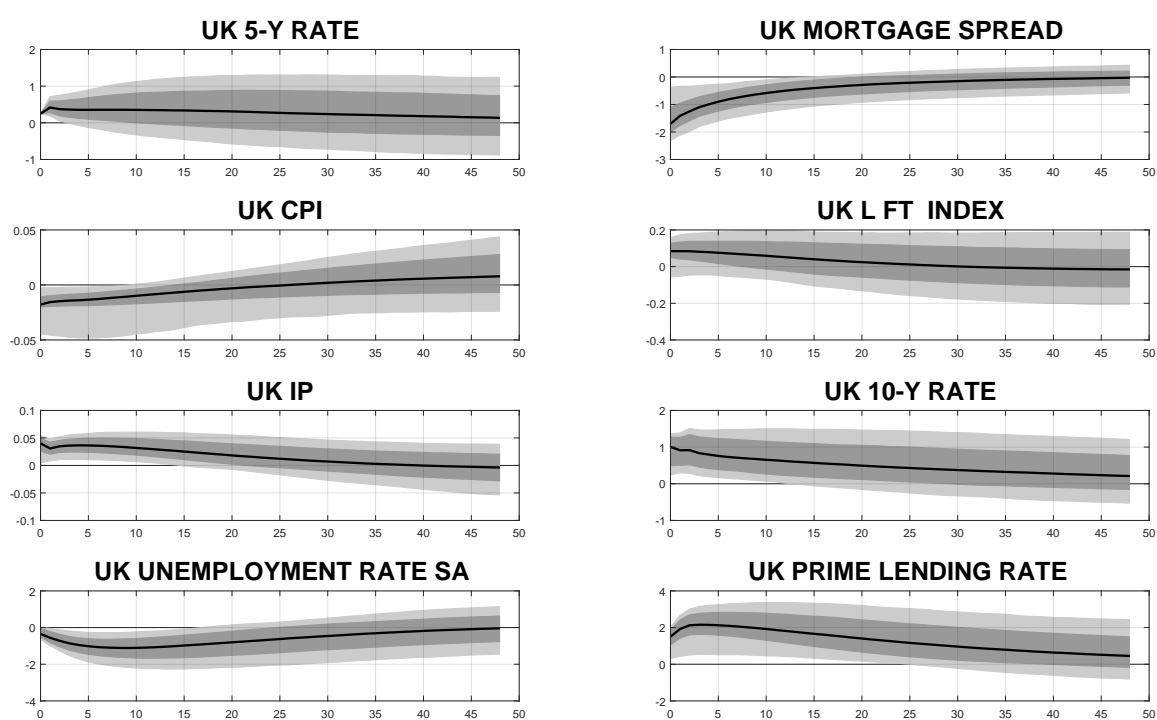 UK 5-Y RATE
2
1
0
-1
0 5 10 15 20 25 30 35 40 45 50
UK MORTGAGE SPREAD
1
0
-1
-2
-3
0 5 10 15 20 25 30 35 40 45 50
UK CPI
0.05
0
-0.05
0 5 10 15 20 25 30 35 40 45 50
UK L FT  INDEX
0.2
0
-0.2
-0.4
0 5 10 15 20 25 30 35 40 45 50
UK IP
0.1
0.05
0
-0.05
-0.1
0 5 10 15 20 25 30 35 40 45 50
UK 10-Y RATE
2
1
0
-1
0 5 10 15 20 25 30 35 40 45 50
UK UNEMPLOYMENT RATE SA
2
0
-2
-4
0 5 10 15 20 25 30 35 40 45 50
UK PRIME LENDING RATE
4
2
0
-2
0 5 10 15 20 25 30 35 40 45 50